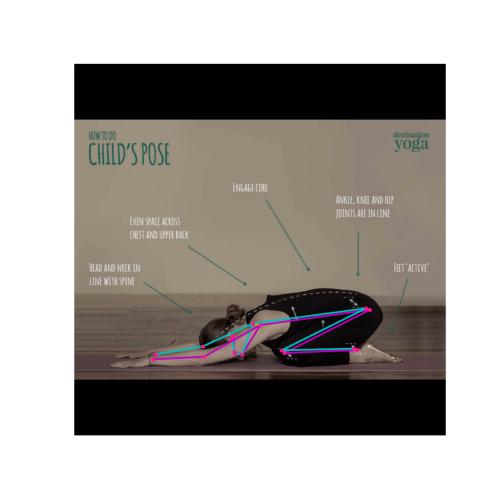 HOW TO DO
CHILD'S POSE
destination
yoga
ENGAGE CORE
ANKLE, KNEE AND HIP
JOINTS ARE IN LINE
EVEN SPACE ACROSS
CHEST AND UPPER BACK
HEAD AND NECK IN
LINE WITH SPINE
FEET "ACTIVE"